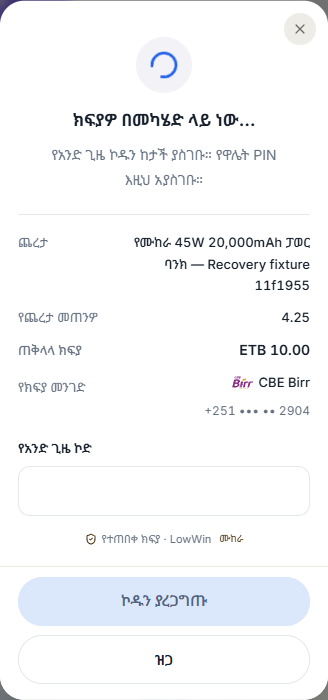 ክፍያዎ በመካሄድ ላይ ነው...
የአንድ ጊዜ ኮዱን ከታች ያስገቡ። የዋሌት PIN
እዚህ አያስገቡ።
ጨረታ
የሙከራ 45W 20,000mAh ፓወር
ባንክ — Recovery fixture
11f1955
የጨረታ መጠንዎ 4.25
ጠቅላላ ክፍያ ETB 10.00
የክፍያ መንገድ Birr CBE Birr
+251 ••• •• 2904
የአንድ ጊዜ ኮድ
የተጠበቀ ክፍያ · LowWin ሙከራ
ኮዱን ያረጋግጡ
ዝጋ